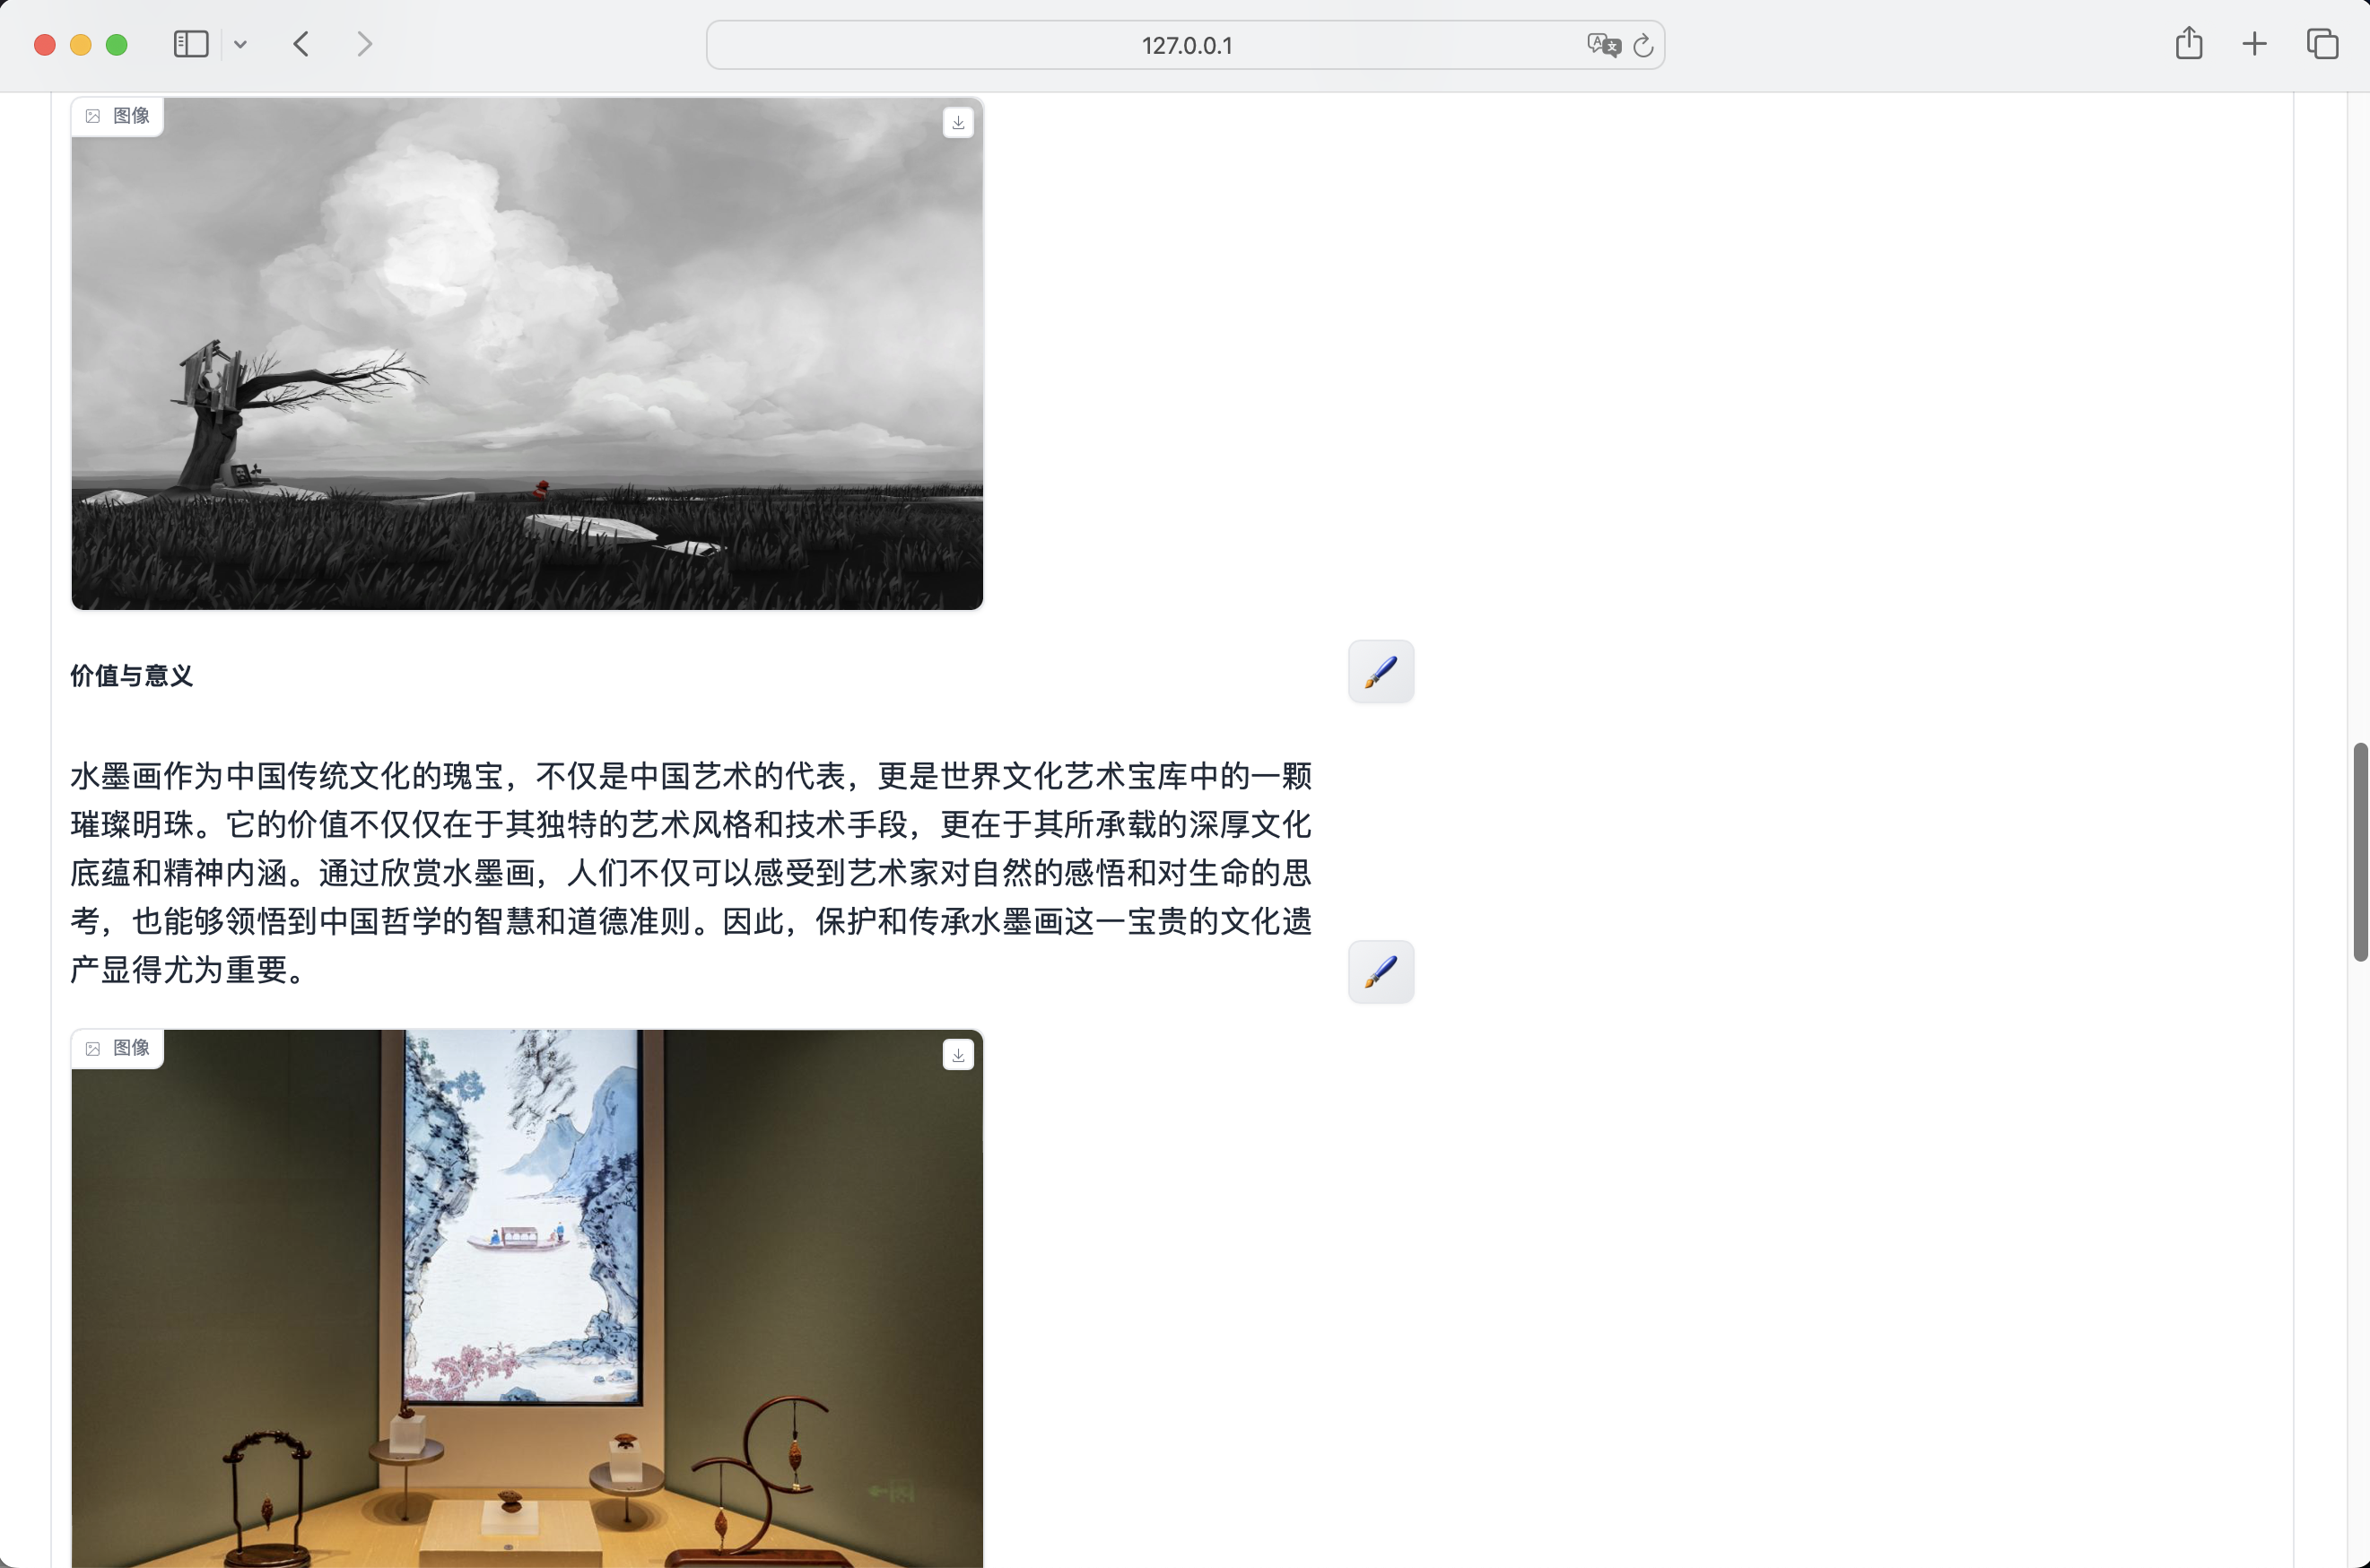 127.0.0.1
图像
价值与意义
水墨画作为中国传统文化的瑰宝，不仅是中国艺术的代表，更是世界文化艺术宝库中的一颗
璀璨明珠。它的价值不仅仅在于其独特的艺术风格和技术手段，更在于其所承载的深厚文化
底蕴和精神内涵。通过欣赏水墨画，人们不仅可以感受到艺术家对自然的感悟和对生命的思
考，也能够领悟到中国哲学的智慧和道德准则。因此，保护和传承水墨画这一宝贵的文化遗
产显得尤为重要。
图像